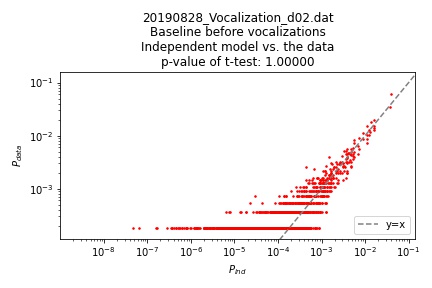 20190828_Vocalization_d02.dat
Baseline before vocalizations
Independent model vs. the data
p-value of t-test: 1.00000
10⁻¹
10⁻²
10⁻³
P_data
10⁻⁸ 10⁻⁷ 10⁻⁶ 10⁻⁵ 10⁻⁴ 10⁻³ 10⁻² 10⁻¹
P_ind
y=x